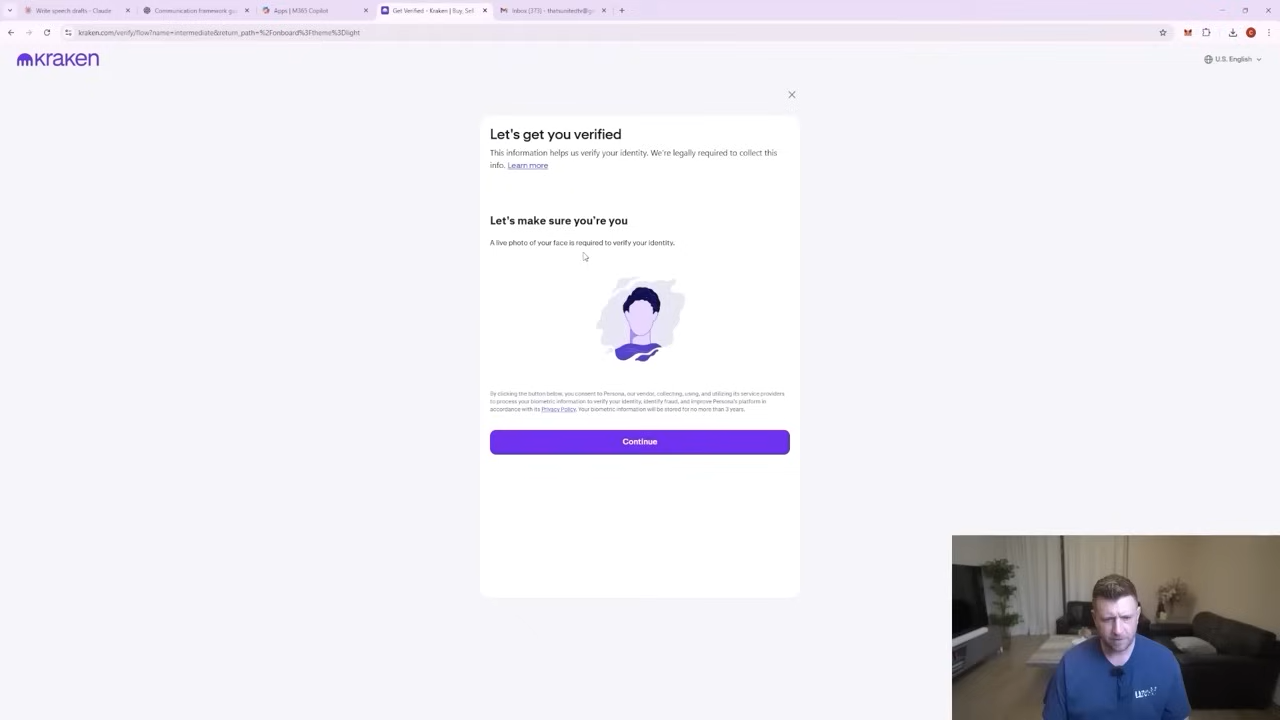 Write speech drafts - Claude
Communication framework gu
Apps | M365 Copilot
Get Verified - Kraken | Buy, Sel
kraken.com/verify/flow?name=intermediate&return_path=%2Fonboard%3Ftheme%3Dlight
kraken
U.S. English
Let's get you verified
This information helps us verify your identity. We're legally required to collect this
info. Learn more
Let's make sure you're you
A live photo of your face is required to verify your identity.
By clicking the button below, you consent to Persona, our vendor, collecting, using, and utilizing its service providers
to process your biometric information to verify your identity, identify fraud, and improve Persona's platform in
accordance with its Privacy Policy. Your biometric information will be stored for no more than 3 years.
Continue